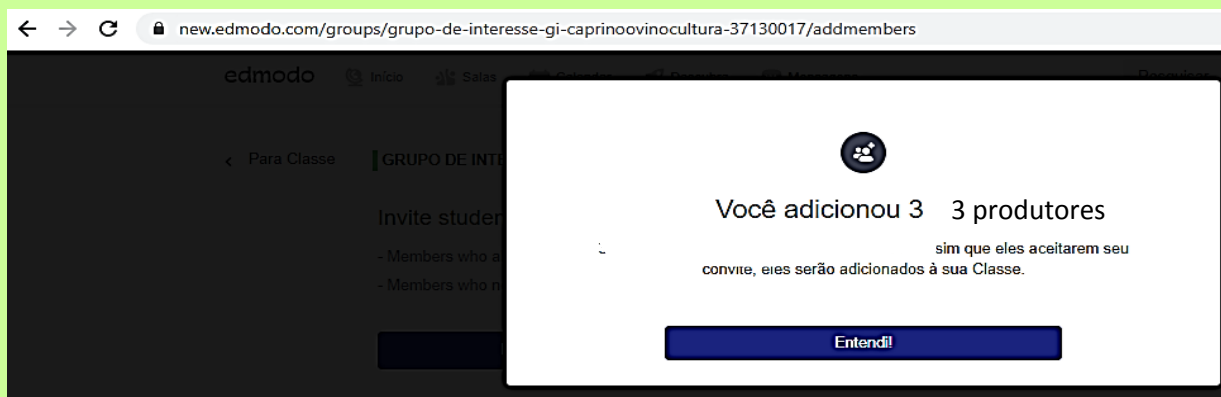 new.edmodo.com/groups/grupo-de-interesse-gi-caprinoovinocultura-37130017/addmembers
edmodo Início Salas Pesquisar
Para Classe GRUPO DE INTE
Invite studen
- Members who a
- Members who n
Você adicionou 3 3 produtores
sim que eles aceitarem seu
convite, eles serão adicionados à sua Classe.
Entendi!